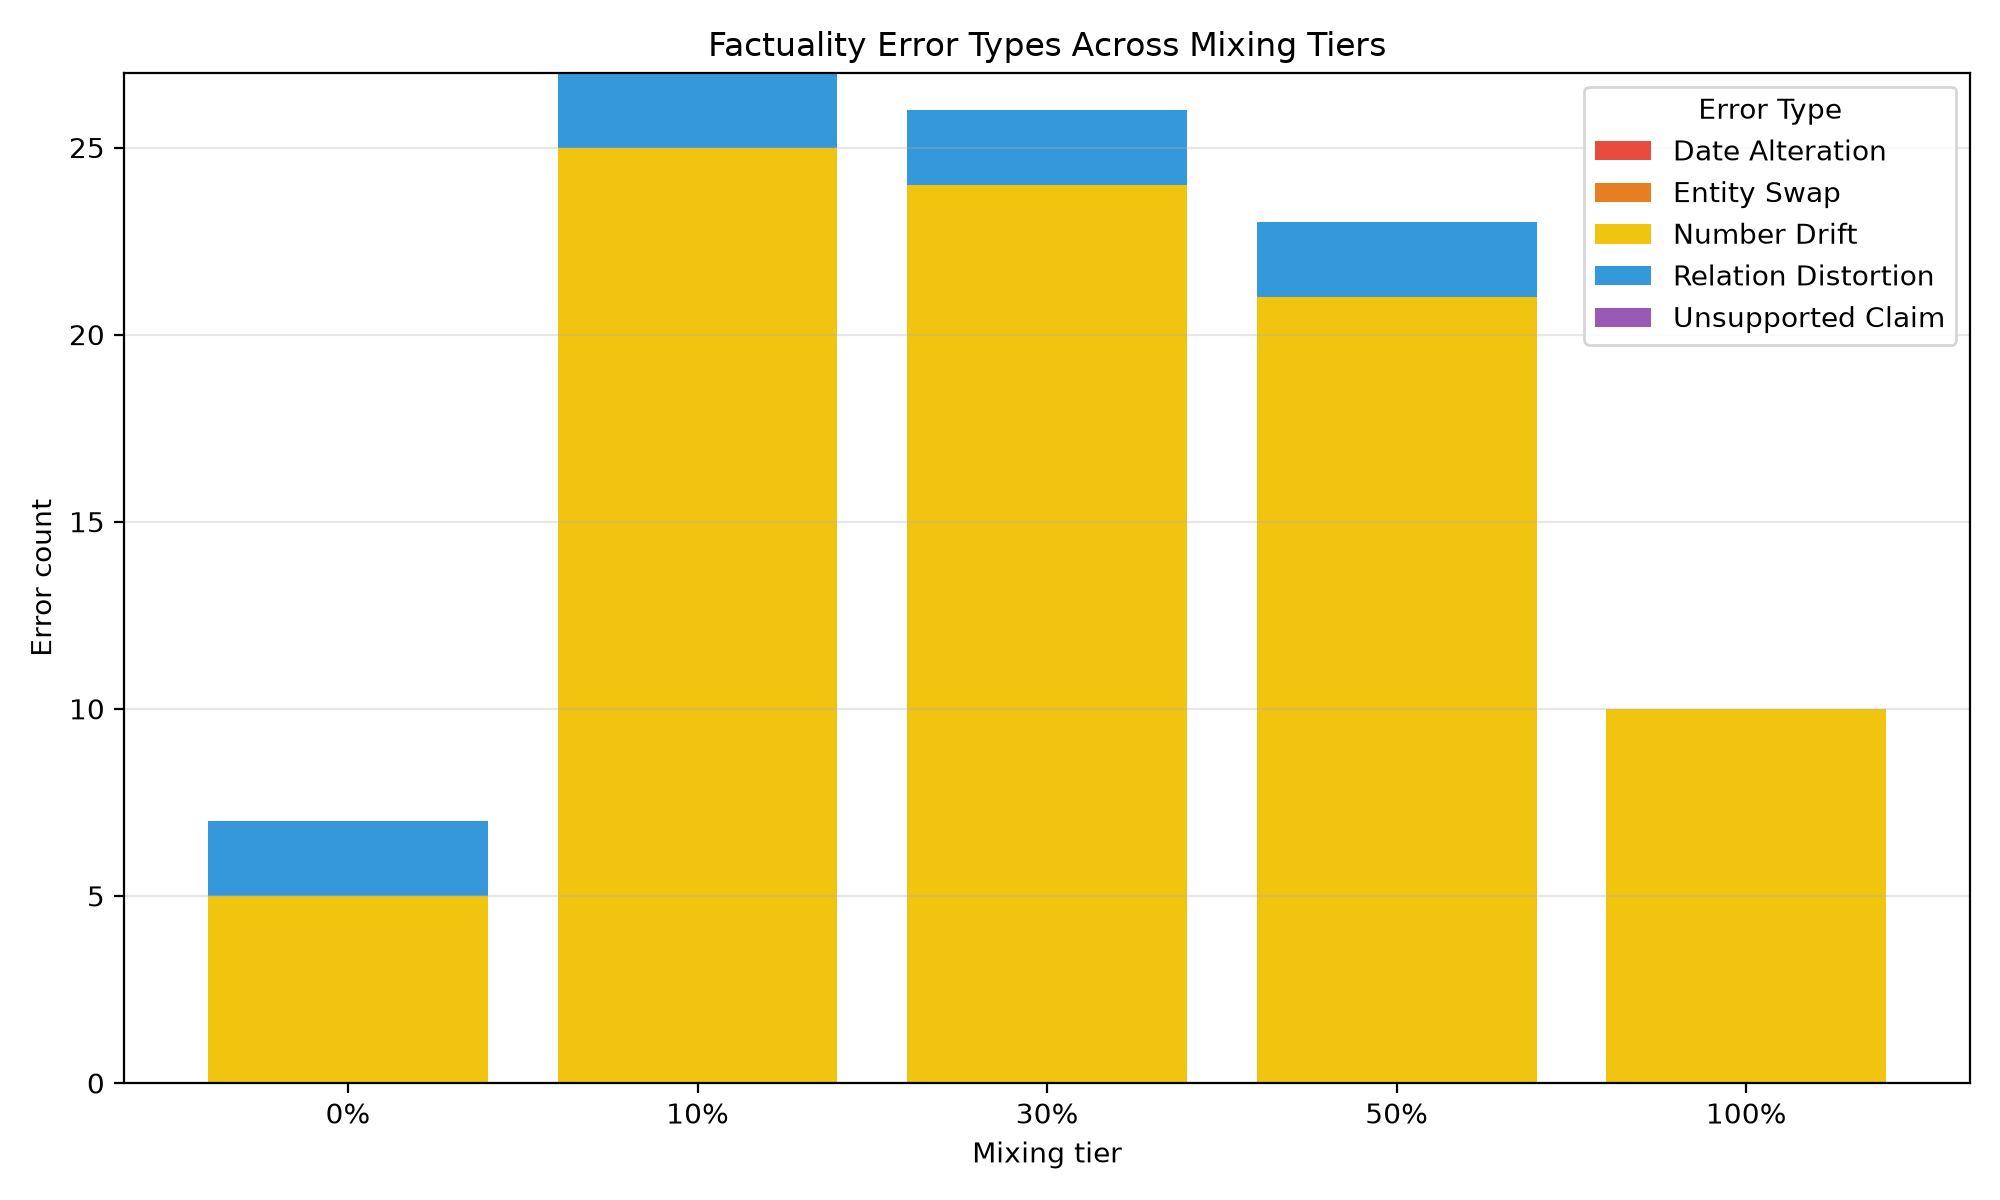 Factuality Error Types Across Mixing Tiers
Error Type
Date Alteration
Entity Swap
Number Drift
Relation Distortion
Unsupported Claim
Error count
25
20
15
10
5
0
0%
10%
30%
50%
100%
Mixing tier